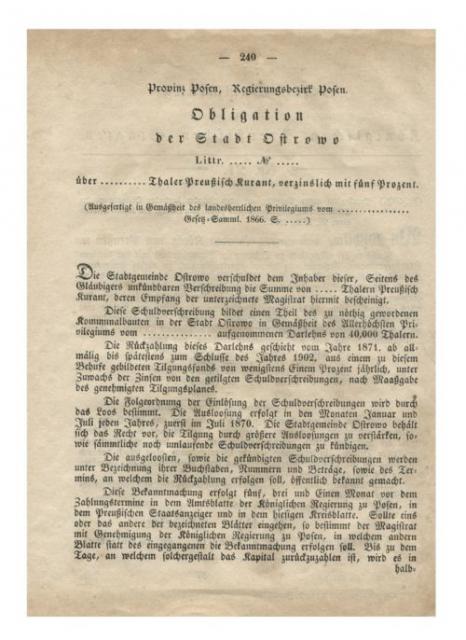 — 240 —
Provinz Posen, Regierungsbezirk Posen.
Obligation
der Stadt Ostrowo
Littr. ..... № .....
über .......... Thaler Preußisch Kurant, verzinslich mit fünf Prozent.
(Ausgefertigt in Gemäßheit des landesherrlichen Privilegiums vom ................
Gesetz-Samml. 1866. S. .....)
Die Stadtgemeinde Ostrowo verschuldet dem Inhaber dieser, Seitens des
Gläubigers unkündbaren Verschreibung die Summe von ..... Thalern Preußisch
Kurant, deren Empfang der unterzeichnete Magistrat hiermit bescheinigt.
Diese Schuldverschreibung bildet einen Theil des zu nöthig gewordenen
Kommunalbauten in der Stadt Ostrowo in Gemäßheit des Allerhöchsten Pri-
vilegiums vom .............. aufgenommenen Darlehns von 40,000 Thalern.
Die Rückzahlung dieses Darlehns geschieht vom Jahre 1871. ab all-
mälig bis spätestens zum Schlusse des Jahres 1902. aus einem zu diesem
Behufe gebildeten Tilgungsfonds von wenigstens Einem Prozent jährlich, unter
Zuwachs der Zinsen von den getilgten Schuldverschreibungen, nach Maaßgabe
des genehmigten Tilgungsplanes.
Die Folgeordnung der Einlösung der Schuldverschreibungen wird durch
das Loos bestimmt. Die Ausloosung erfolgt in den Monaten Januar und
Juli jeden Jahres, zuerst im Juli 1870. Die Stadtgemeinde Ostrowo behält
sich das Recht vor, die Tilgung durch größere Ausloosungen zu verstärken, so-
wie sämmtliche noch umlaufende Schuldverschreibungen zu kündigen.
Die ausgeloosten, sowie die gekündigten Schuldverschreibungen werden
unter Bezeichnung ihrer Buchstaben, Nummern und Beträge, sowie des Ter-
mins, an welchem die Rückzahlung erfolgen soll, öffentlich bekannt gemacht.
Diese Bekanntmachung erfolgt fünf, drei und Einen Monat vor dem
Zahlungstermine in dem Amtsblatte der Königlichen Regierung zu Posen, in
dem Preußischen Staatsanzeiger und in dem hiesigen Kreisblatte. Sollte eins
oder das andere der bezeichneten Blätter eingehen, so bestimmt der Magistrat
mit Genehmigung der Königlichen Regierung zu Posen, in welchem andern
Blatte statt des eingegangenen die Bekanntmachung erfolgen soll. Bis zu dem
Tage, an welchem solchergestalt das Kapital zurückzuzahlen ist, wird es in
halb-